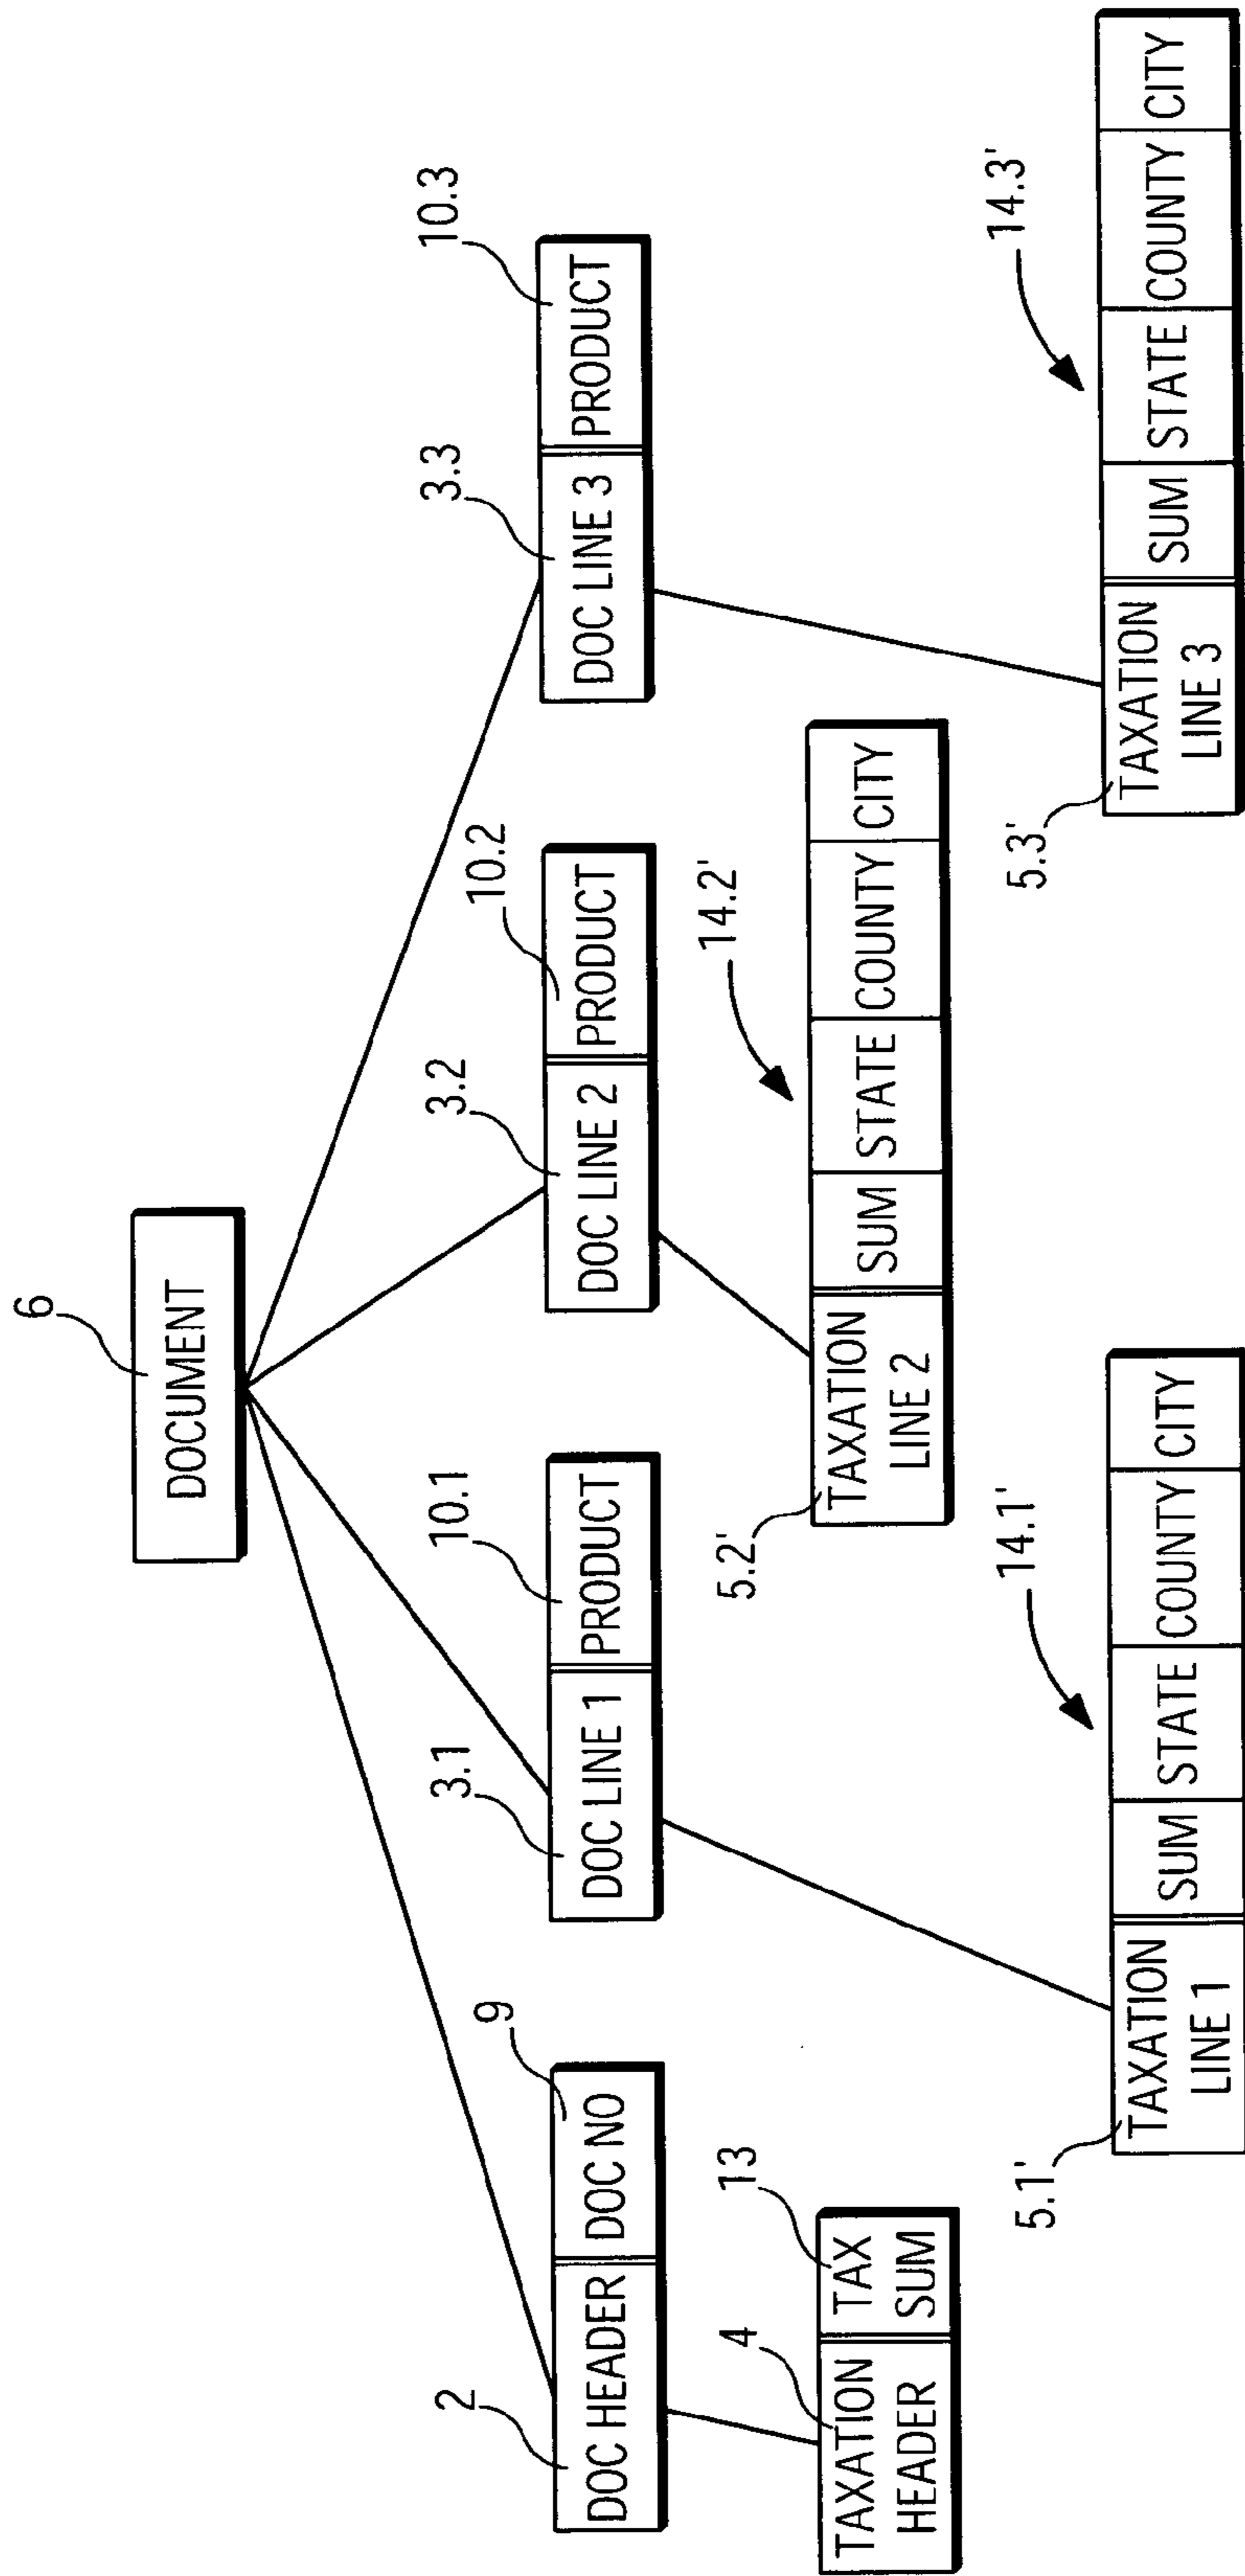 6
DOCUMENT
2
9
DOC HEADER
DOC NO
3.1
10.1
DOC LINE 1
PRODUCT
3.2
10.2
DOC LINE 2
PRODUCT
3.3
10.3
DOC LINE 3
PRODUCT
4
13
TAXATION
HEADER
TAX
SUM
5.1'
14.1'
TAXATION
LINE 1
SUM
STATE
COUNTY
CITY
5.2'
14.2'
TAXATION
LINE 2
SUM
STATE
COUNTY
CITY
5.3'
14.3'
TAXATION
LINE 3
SUM
STATE
COUNTY
CITY